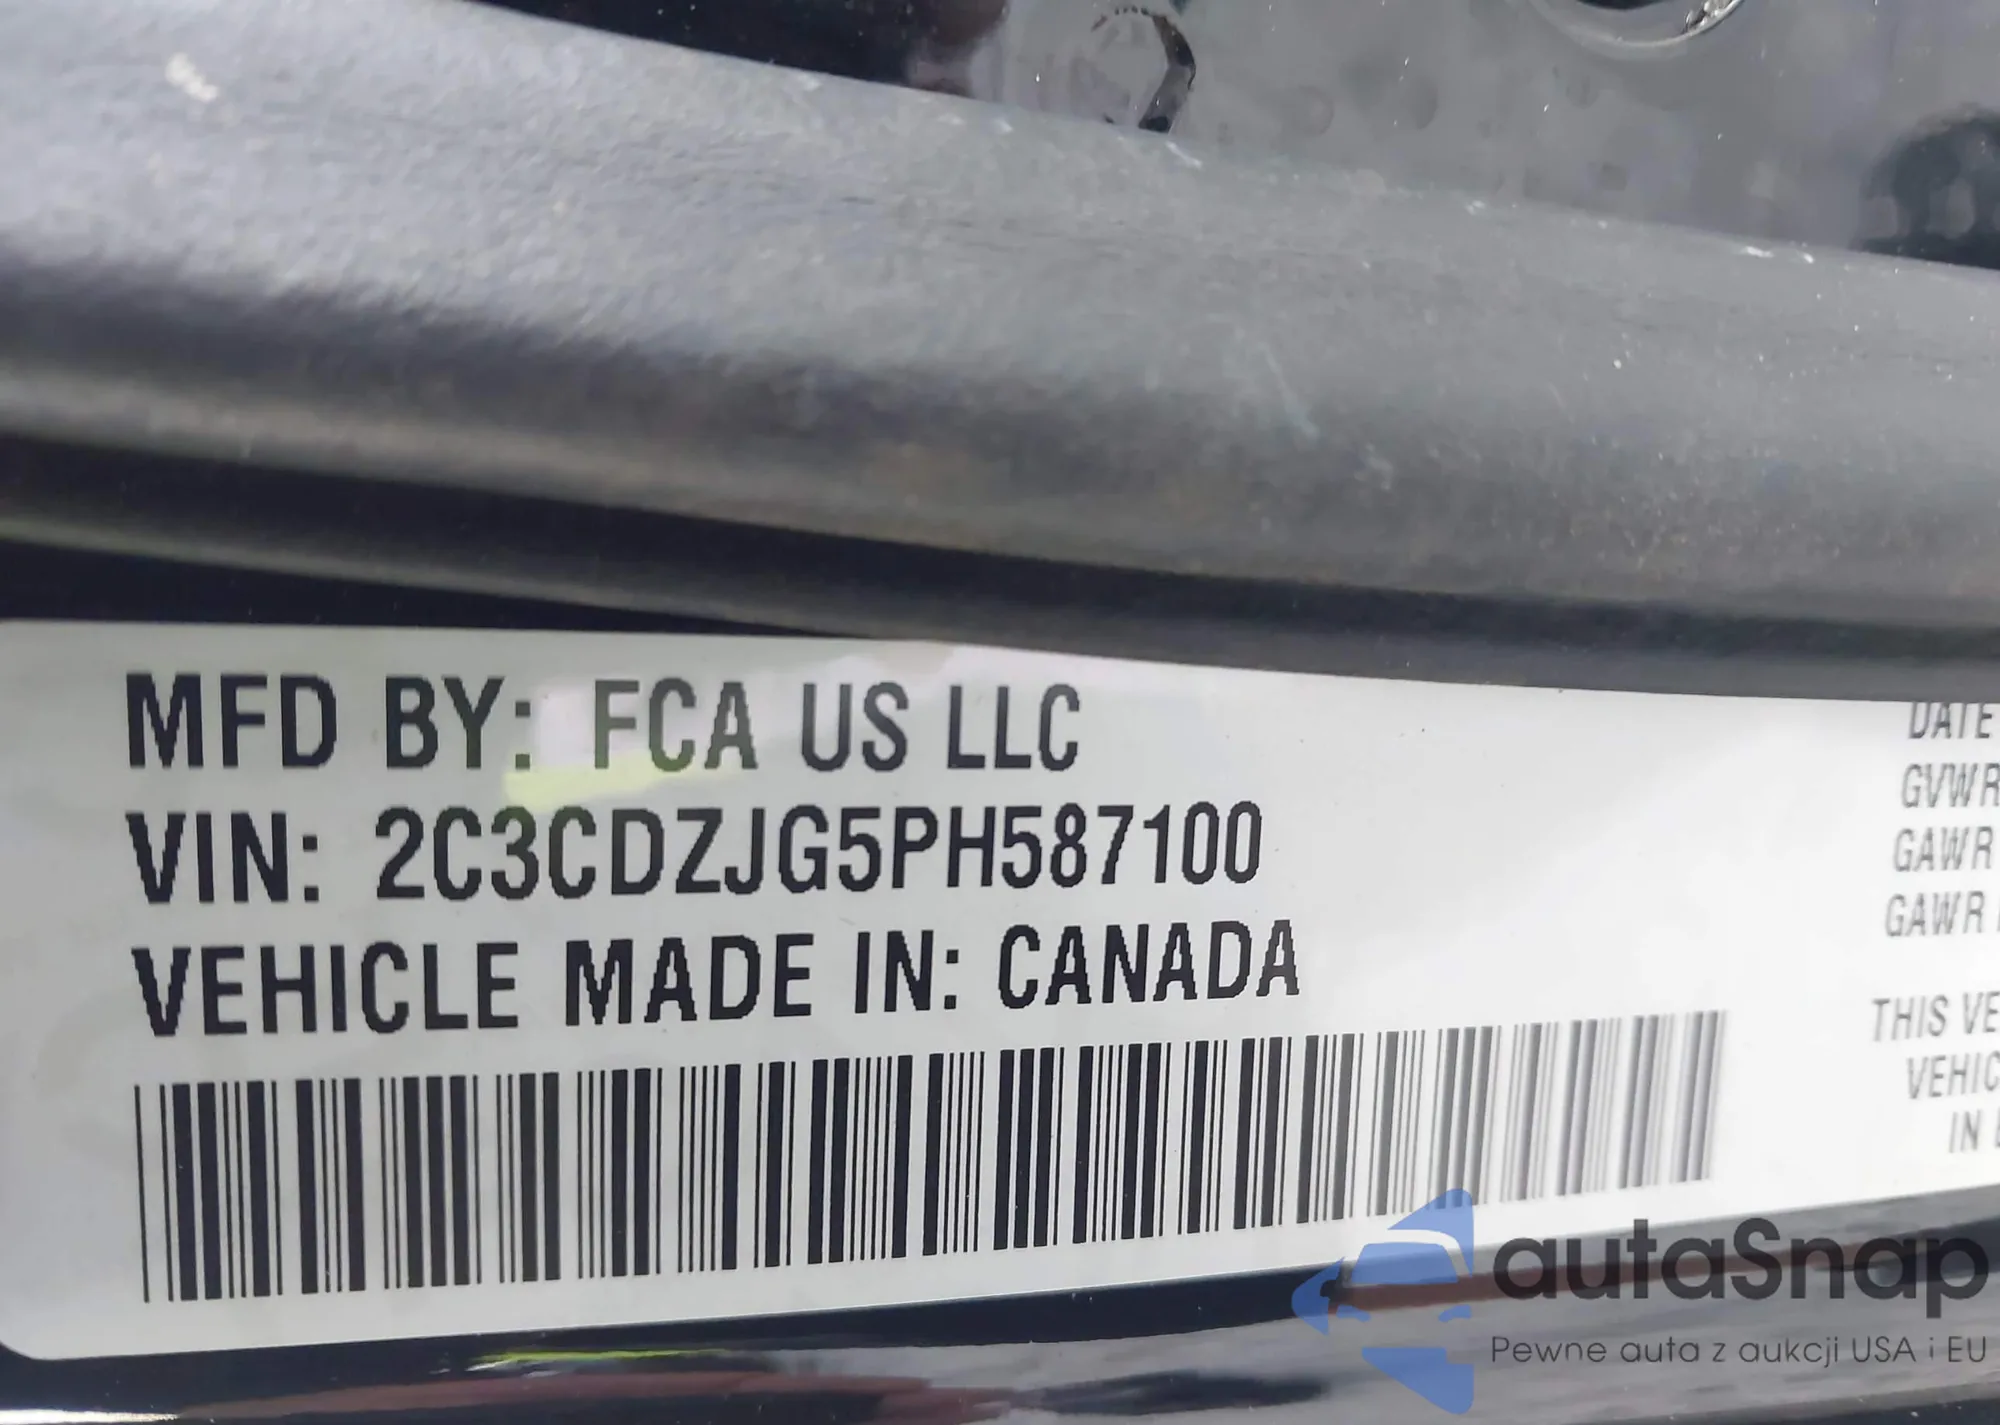 MFD BY: FCA US LLC
VIN: 2C3CDZJG5PH587100
VEHICLE MADE IN: CANADA
DATE
GVWR
GAWR
GAWR
THIS VE
VEHIC
IN
autaSnap
Pewne auta z aukcji USA i EU